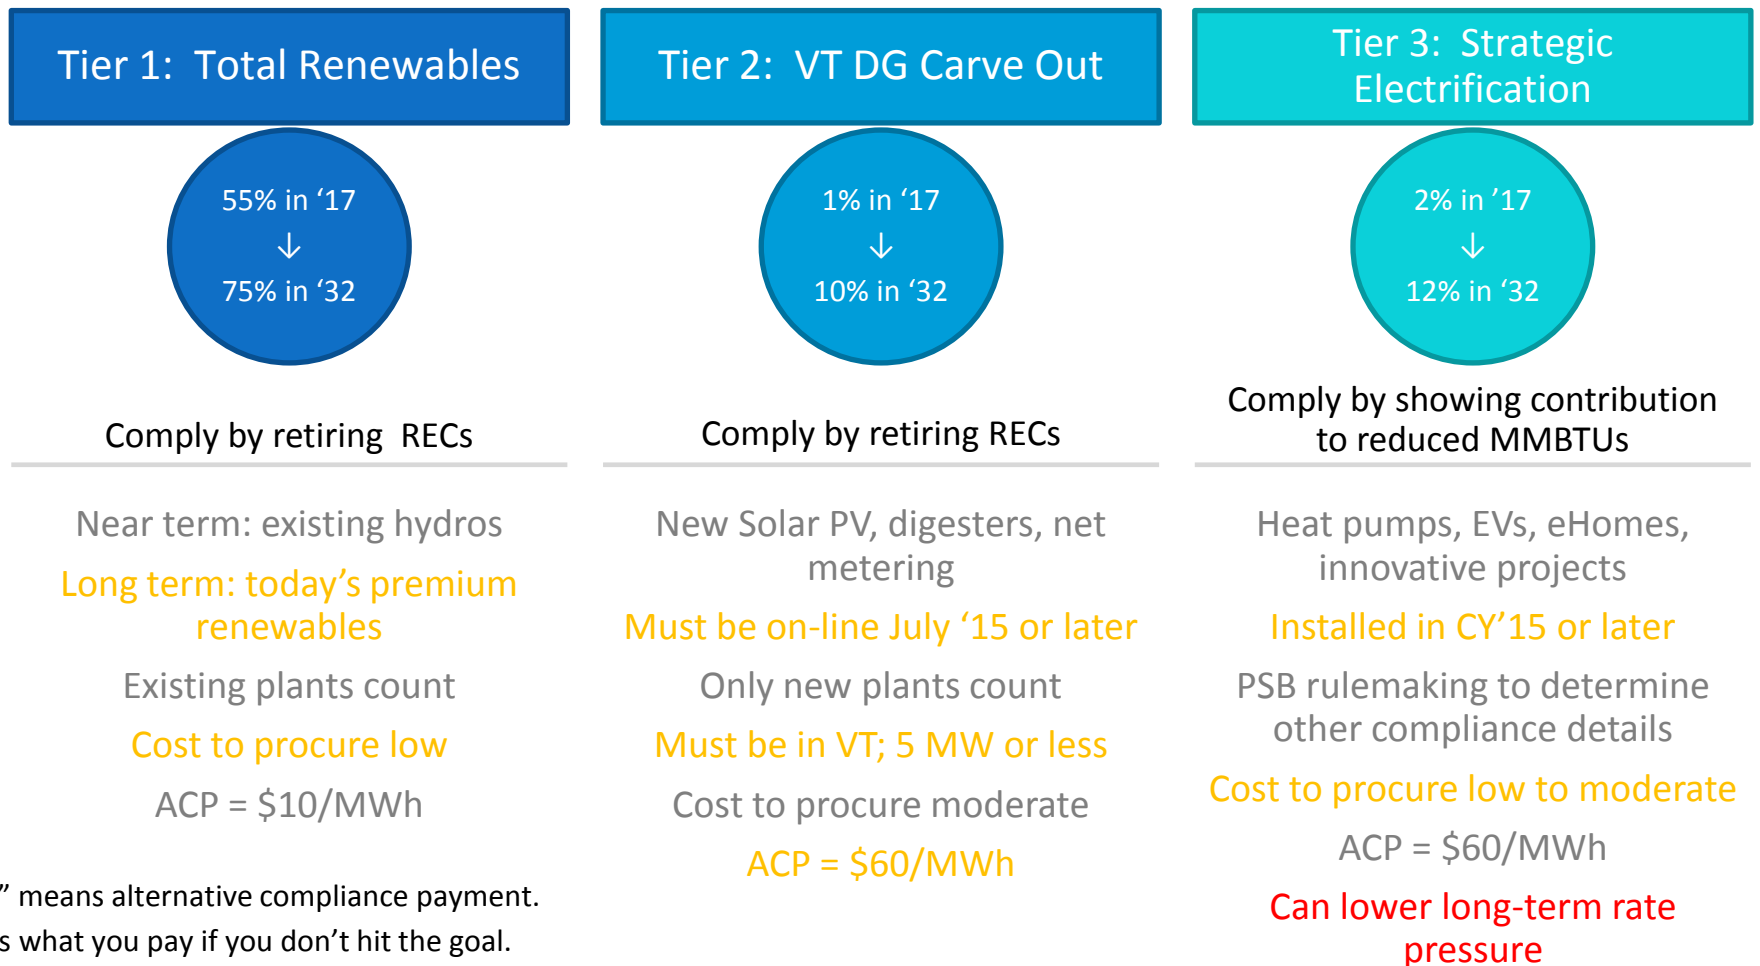 Tier 1:  Total Renewables
55% in ‘17
↓
75% in ‘32
Comply by retiring  RECs
Near term: existing hydros
Long term: today’s premium
renewables
Existing plants count
Cost to procure low
ACP = $10/MWh
Tier 2:  VT DG Carve Out
1% in ‘17
↓
10% in ‘32
Comply by retiring RECs
New Solar PV, digesters, net
metering
Must be on-line July ‘15 or later
Only new plants count
Must be in VT; 5 MW or less
Cost to procure moderate
ACP = $60/MWh
Tier 3:  Strategic
Electrification
2% in ’17
↓
12% in ‘32
Comply by showing contribution
to reduced MMBTUs
Heat pumps, EVs, eHomes,
innovative projects
Installed in CY’15 or later
PSB rulemaking to determine
other compliance details
Cost to procure low to moderate
ACP = $60/MWh
Can lower long-term rate
pressure
” means alternative compliance payment.
s what you pay if you don’t hit the goal.